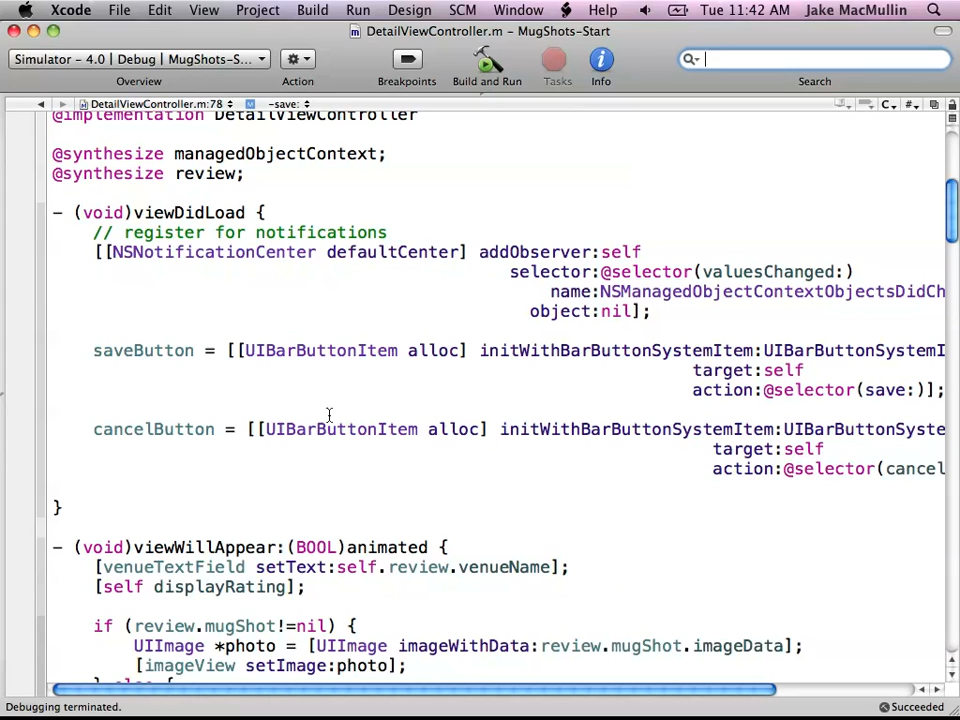 Xcode File Edit View Project Build Run Design SCM Window Help Tue 11:42 AM Jake MacMullin
DetailViewController.m - MugShots-Start
Simulator - 4.0 | Debug | MugShots-S...
Overview Action Breakpoints Build and Run Tasks Info Search
DetailViewController.m:78 M -save: C #
@implementation DetailViewController
@synthesize managedObjectContext;
@synthesize review;
- (void)viewDidLoad {
// register for notifications
[[NSNotificationCenter defaultCenter] addObserver:self
selector:@selector(valuesChanged:)
name:NSManagedObjectContextObjectsDidCh
object:nil];
saveButton = [[UIBarButtonItem alloc] initWithBarButtonSystemItem:UIBarButtonSystemI
target:self
action:@selector(save:)];
cancelButton = [[UIBarButtonItem alloc] initWithBarButtonSystemItem:UIBarButtonSyste
target:self
action:@selector(cancel
}
- (void)viewWillAppear:(BOOL)animated {
[venueTextField setText:self.review.venueName];
[self displayRating];
if (review.mugShot!=nil) {
UIImage *photo = [UIImage imageWithData:review.mugShot.imageData];
[imageView setImage:photo];
} else {
Debugging terminated. Succeeded